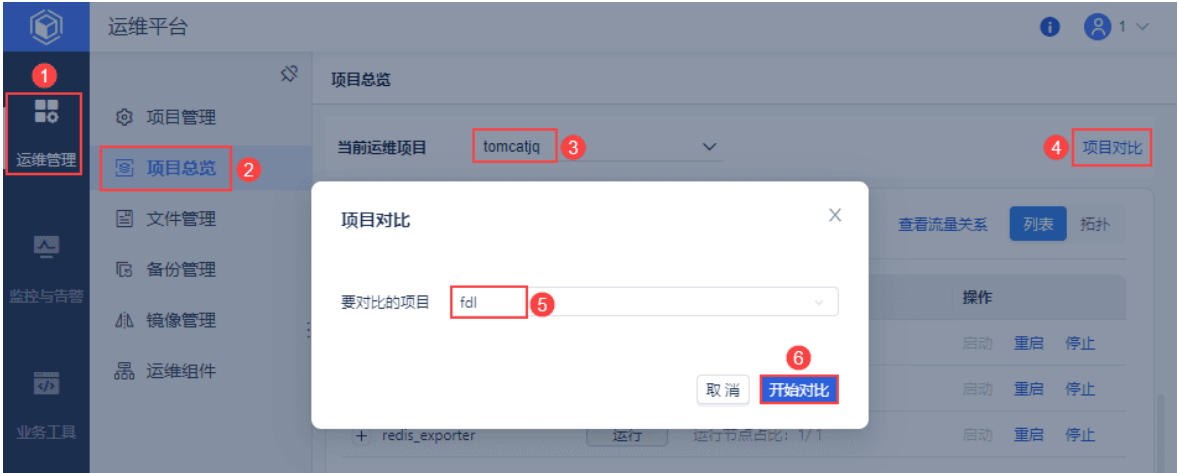 运维平台
1
1
运维管理
监控与告警
业务工具
项目管理
项目总览 2
文件管理
备份管理
镜像管理
运维组件
项目总览
当前运维项目 tomcatjq 3
4 项目对比
查看流量关系 列表 拓扑
操作
启动 重启 停止
启动 重启 停止
redis_exporter 运行 运行节点占比: 1/ 1 启动 重启 停止
项目对比
要对比的项目 fdl 5
6
取消 开始对比